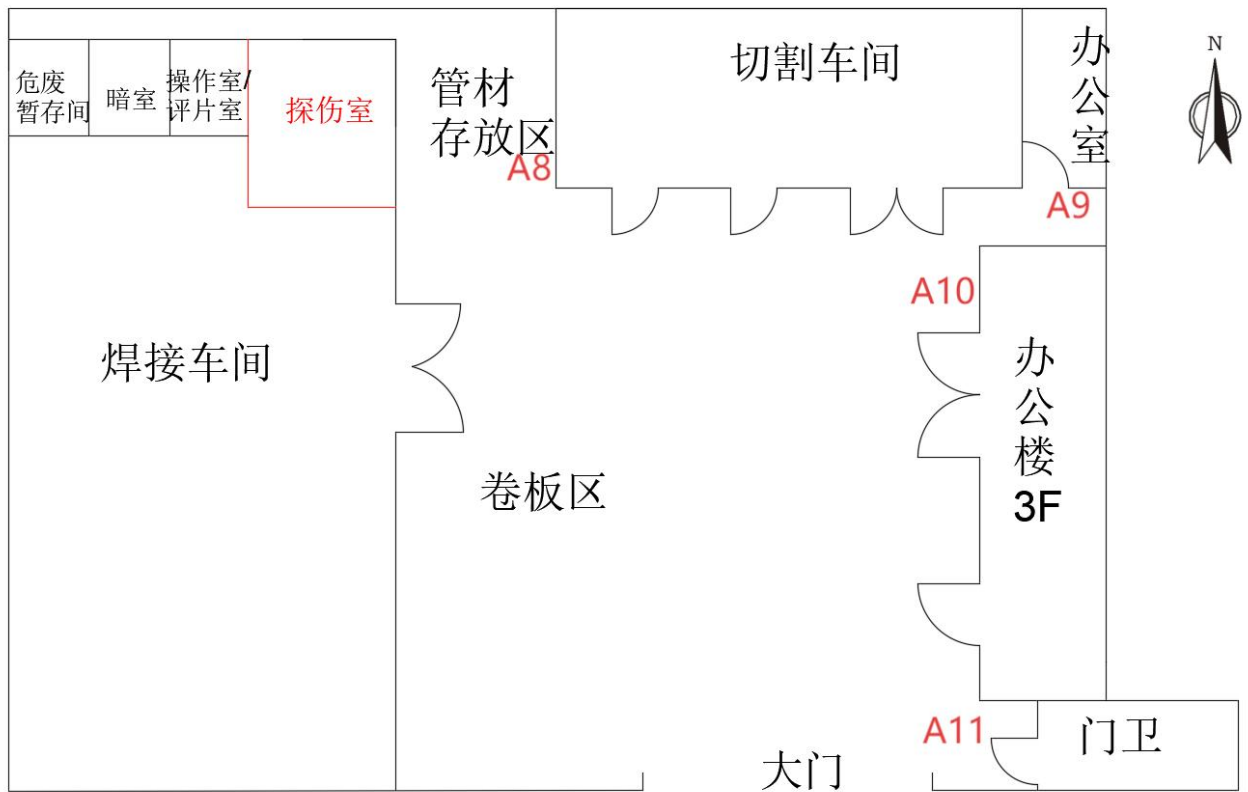 N
危废
暂存间
暗室
操作室/
评片室
探伤室
管材
存放区
A8
切割车间
办
公
室
A9
A10
焊接车间
办
公
楼
3F
卷板区
A11
门卫
大门